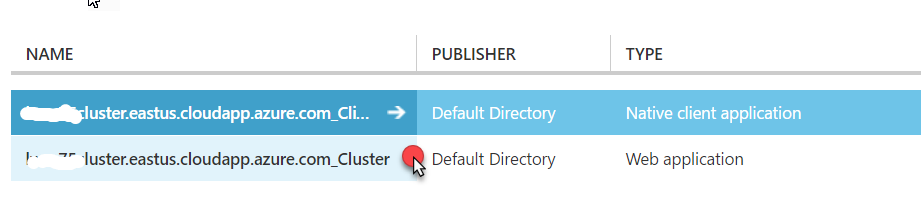 NAME PUBLISHER TYPE
cluster.eastus.cloudapp.azure.com_Cli... Default Directory Native client application
cluster.eastus.cloudapp.azure.com_Cluster Default Directory Web application